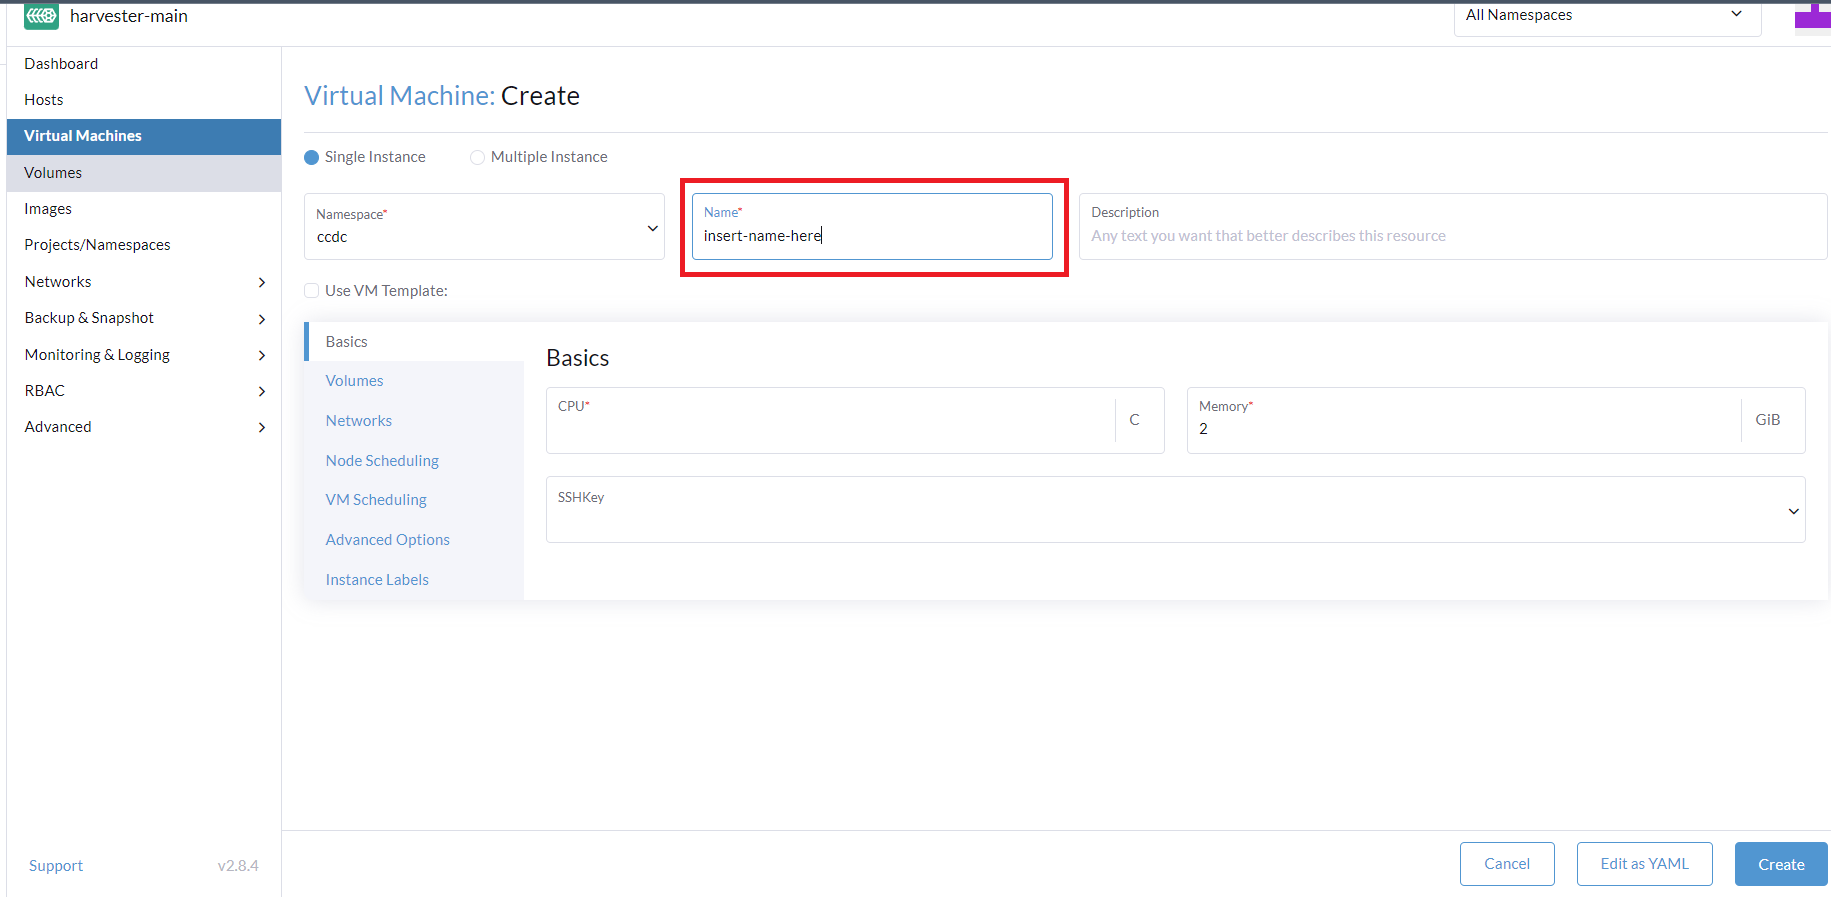 harvester-main
All Namespaces
Dashboard
Hosts
Virtual Machines
Volumes
Images
Projects/Namespaces
Networks
Backup & Snapshot
Monitoring & Logging
RBAC
Advanced
Support
v2.8.4
Virtual Machine: Create
Single Instance
Multiple Instance
Namespace*
ccdc
Name*
insert-name-here
Description
Any text you want that better describes this resource
Use VM Template:
Basics
Volumes
Networks
Node Scheduling
VM Scheduling
Advanced Options
Instance Labels
Basics
CPU*
C
Memory*
2
GiB
SSHKey
Cancel
Edit as YAML
Create